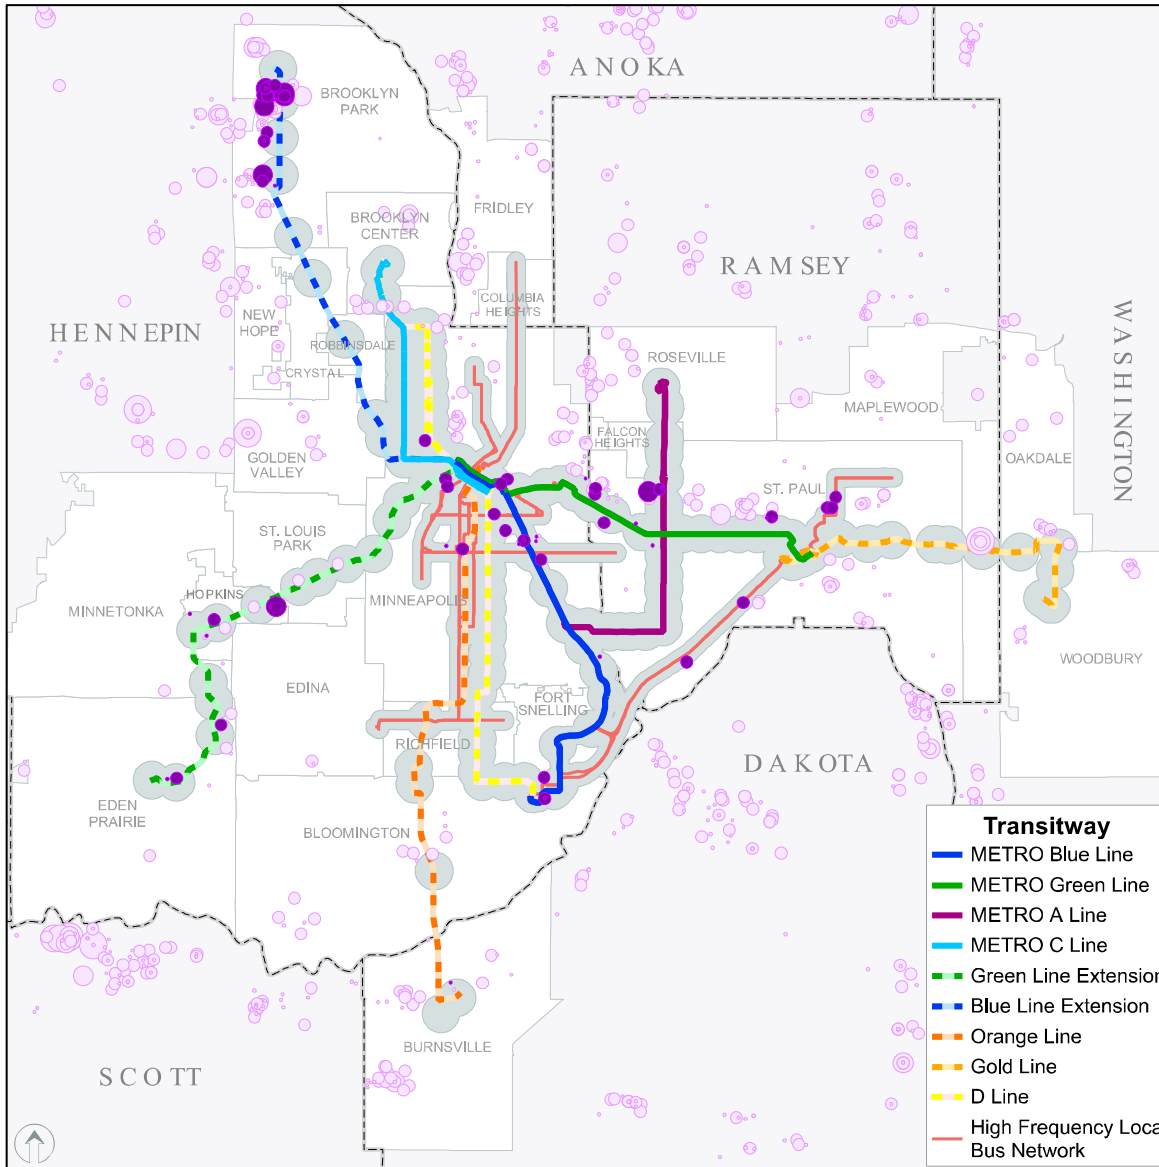 ANOKA
BROOKLYN
PARK
FRIDLEY
BROOKLYN
CENTER
RAMSEY
WASHINGTON
HENNEPIN
NEW
HOPE
COLUMBIA
HEIGHTS
ROBBINSDALE
CRYSTAL
ROSEVILLE
MAPLEWOOD
FALCON
HEIGHTS
GOLDEN
VALLEY
OAKDALE
ST. PAUL
ST. LOUIS
PARK
HOPKINS
MINNETONKA
MINNEAPOLIS
WOODBURY
EDINA
FORT
SNELLING
RICHFIELD
DAKOTA
EDEN
PRAIRIE
BLOOMINGTON
BURNSVILLE
SCOTT
Transitway
METRO Blue Line
METRO Green Line
METRO A Line
METRO C Line
Green Line Extension
Blue Line Extension
Orange Line
Gold Line
D Line
High Frequency Loca
Bus Network